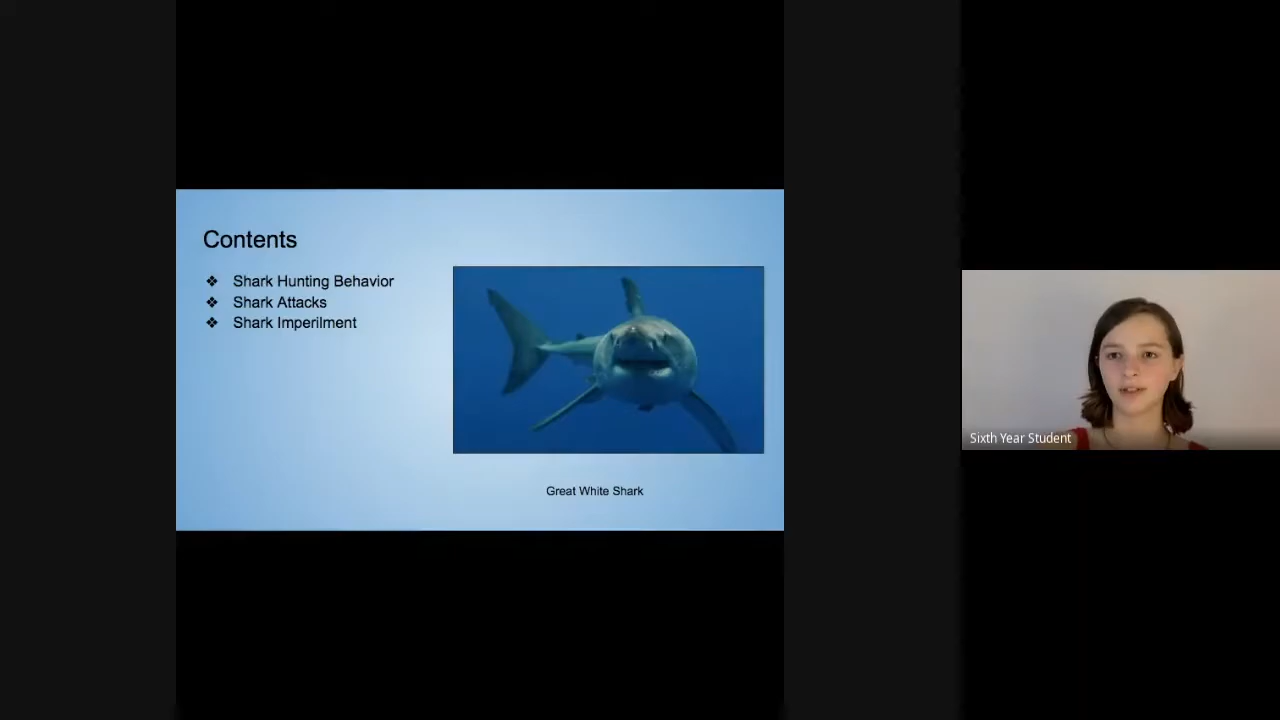 Contents
❖ Shark Hunting Behavior
❖ Shark Attacks
❖ Shark Imperilment
Great White Shark
Sixth Year Student